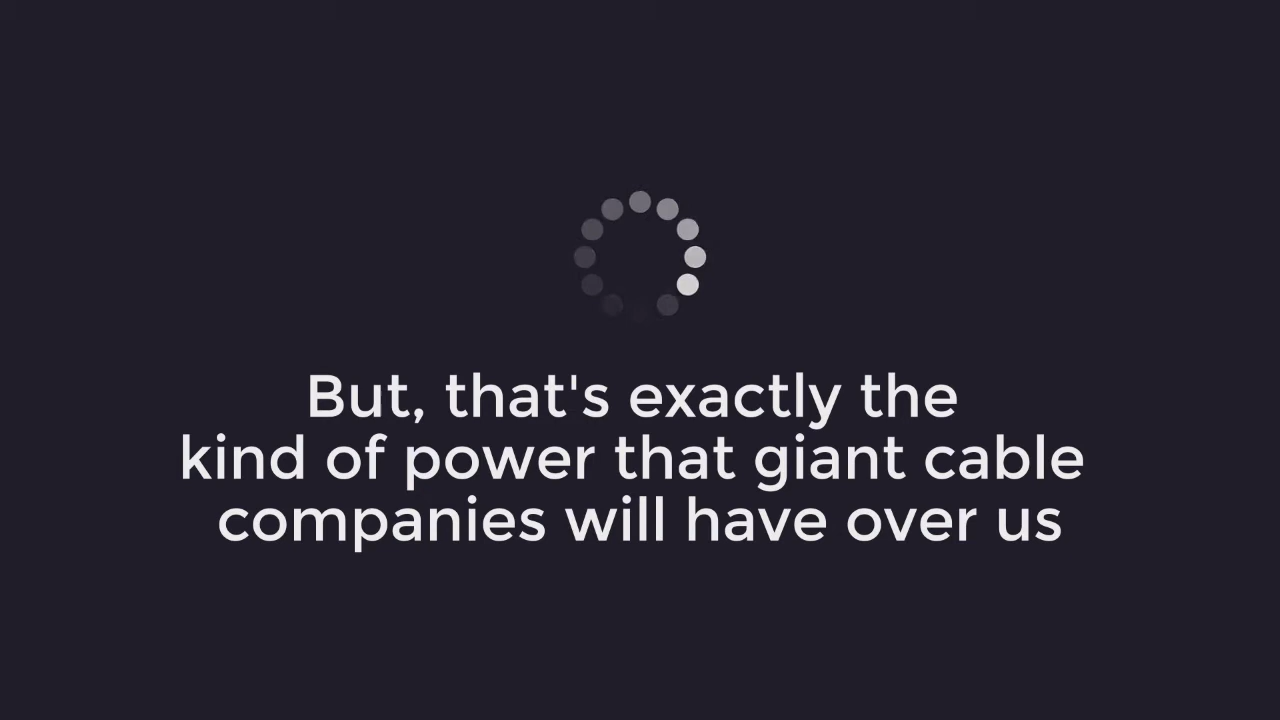 But, that's exactly the
kind of power that giant cable
companies will have over us